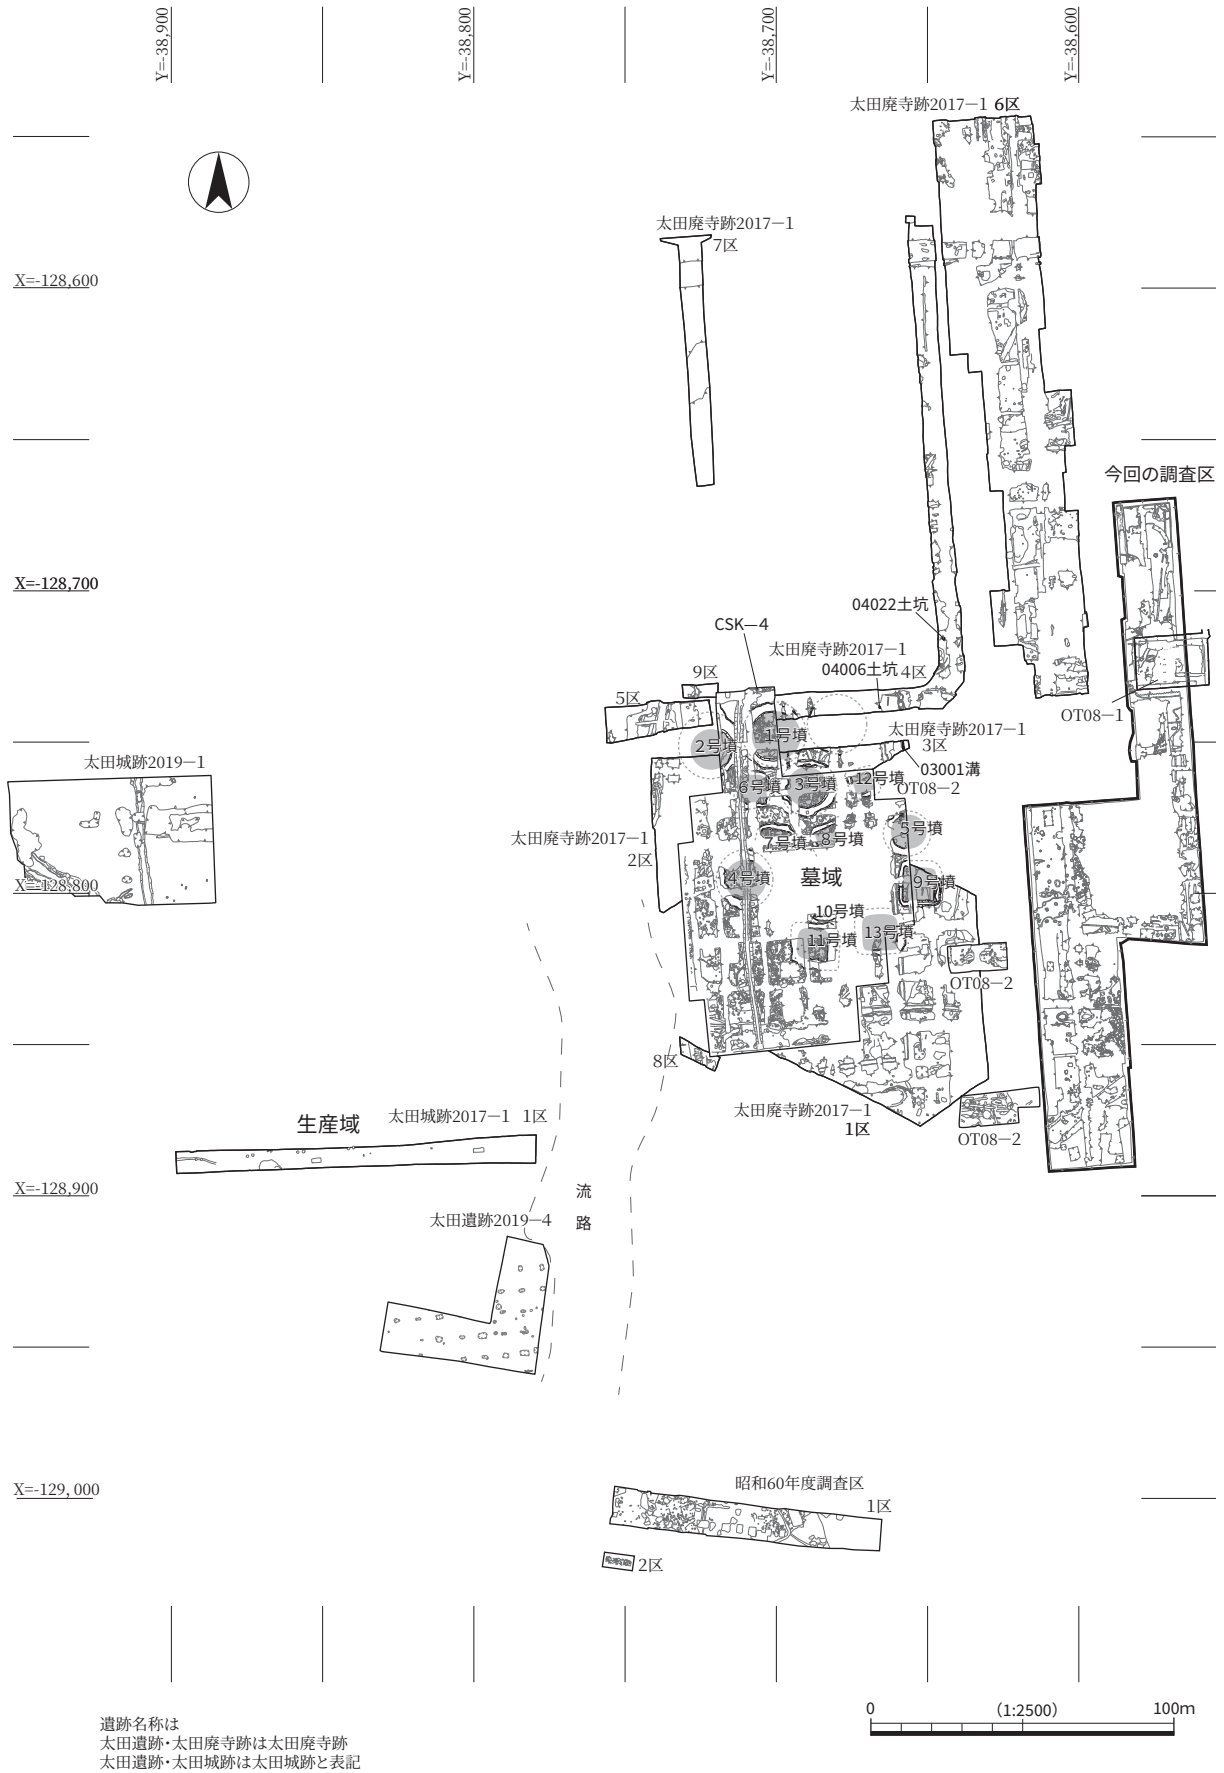 Y=-38,900
Y=-38,800
Y=-38,700
Y=-38,600
太田廃寺跡2017-1 6区
太田廃寺跡2017-1
7区
X=-128,600
今回の調査区
X=-128,700
04022土坑
CSK-4
太田廃寺跡2017-1
04006土坑 4区
9区
5区
OT08-1
太田廃寺跡2017-1
3区
1号墳
2号墳
太田城跡2019-1
03001溝
12号墳
OT08-2
6号墳
3号墳
5号墳
太田廃寺跡2017-1
2区
7号墳
8号墳
4号墳
墓域
9号墳
X=-128,800
10号墳
11号墳
13号墳
OT08-2
8区
太田廃寺跡2017-1
1区
生産域
太田城跡2017-1 1区
OT08-2
X=-128,900
流
路
太田遺跡2019-4
X=-129,000
昭和60年度調査区
1区
2区
0 (1:2500) 100m
遺跡名称は
太田遺跡・太田廃寺跡は太田廃寺跡
太田遺跡・太田城跡は太田城跡と表記